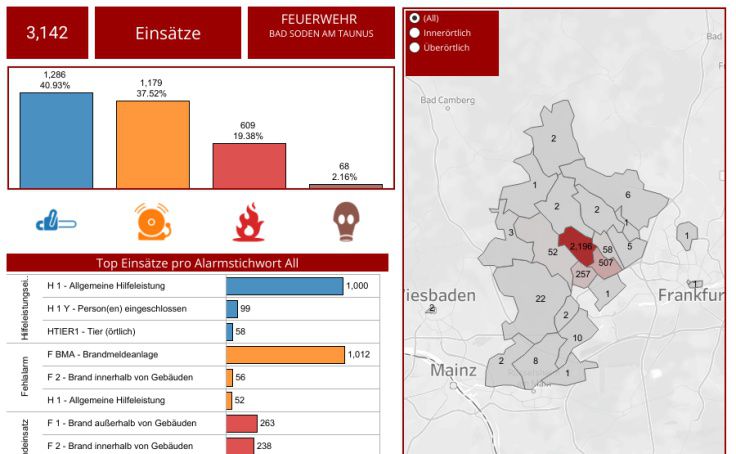 3,142
Einsätze
FEUERWEHR
BAD SODEN AM TAUNUS
1,286
40.93%
1,179
37.52%
609
19.38%
68
2.16%
Top Einsätze pro Alarmstichwort All
Hilfeleistungsei..
H 1 - Allgemeine Hilfeleistung
1,000
H 1 Y - Person(en) eingeschlossen
99
HTIER1 - Tier (örtlich)
58
Fehlalarm
F BMA - Brandmeldeanlage
1,012
F 2 - Brand innerhalb von Gebäuden
56
H 1 - Allgemeine Hilfeleistung
52
F 1 - Brand außerhalb von Gebäuden
263
F 2 - Brand innerhalb von Gebäuden
238
(All)
Innerörtlich
Überörtlich
Bad
Bad Camberg
2
1
6
2
2
1
3
1
2,196
5
52
58
507
257
1
22
iesbaden
Frankfur
2
2
10
Mainz
2
8
1